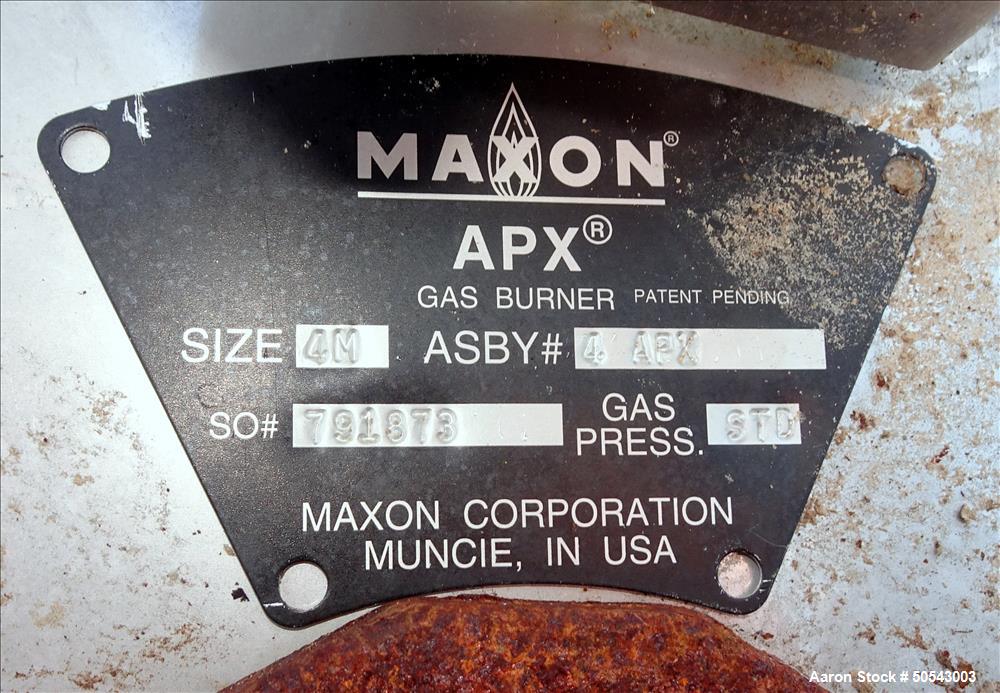 MAXON®
APX®
GAS BURNER PATENT PENDING
SIZE 4M ASBY# 4 APX
SO# 791873 GAS PRESS. STD
MAXON CORPORATION
MUNCIE, IN USA
Aaron Stock # 50543003